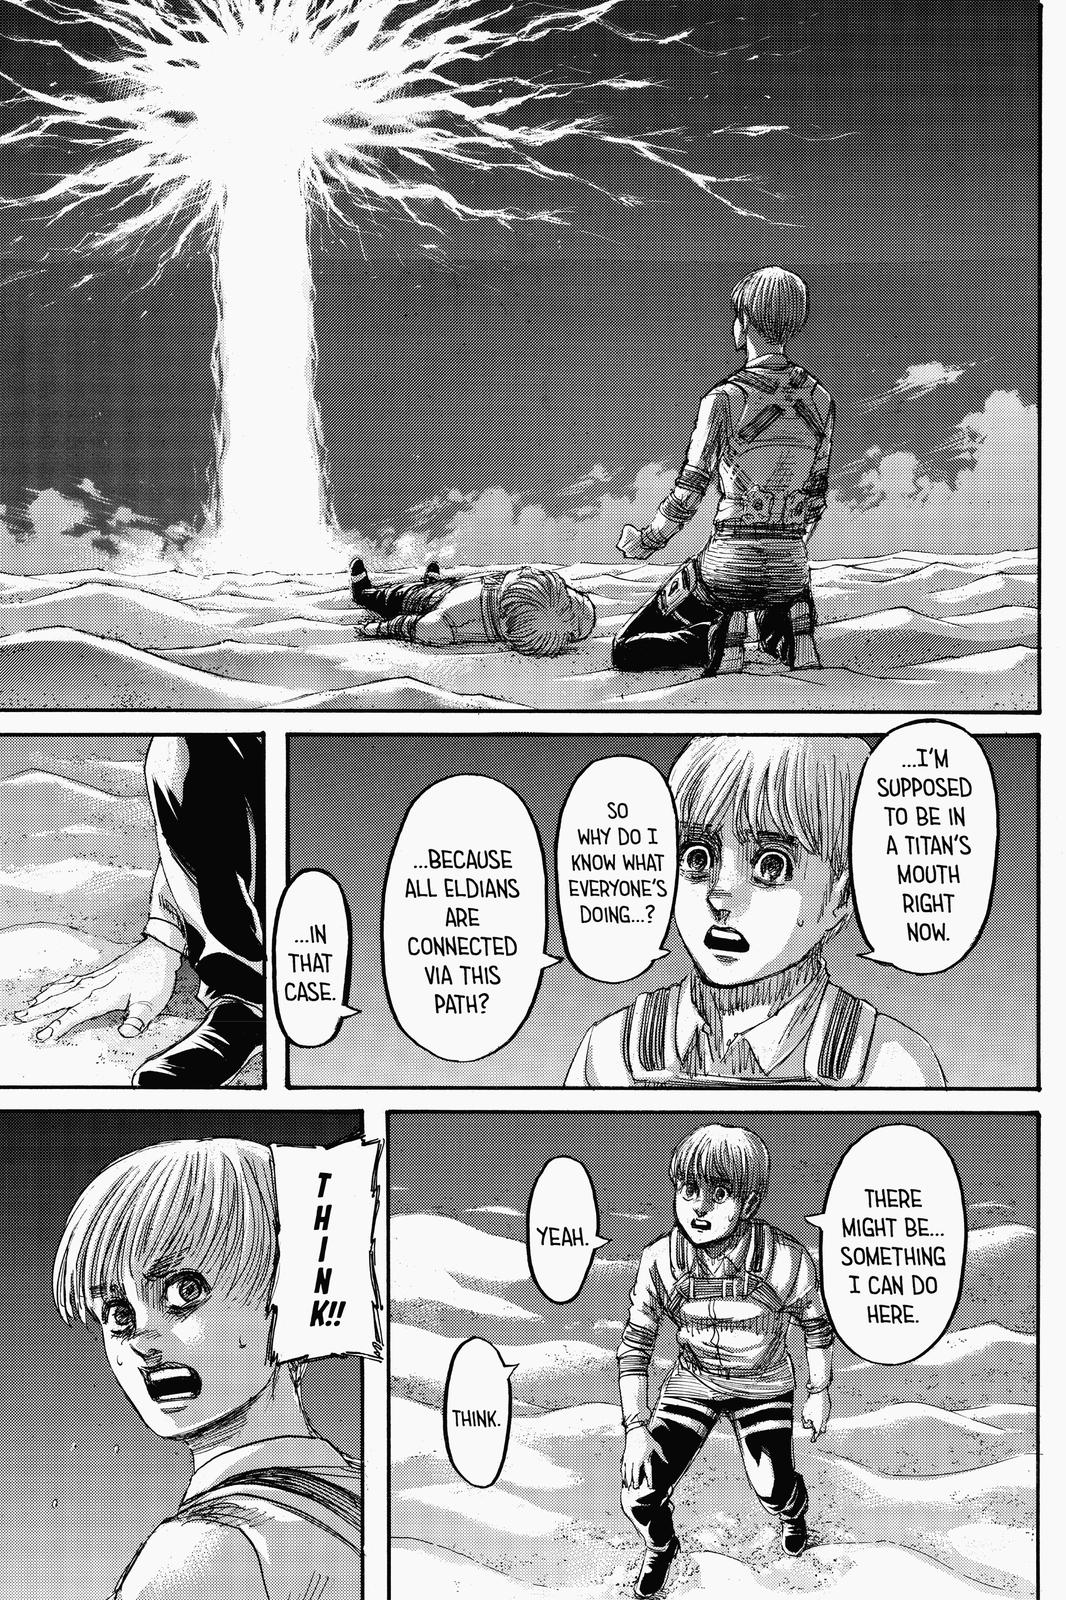 ...I'M
SUPPOSED
TO BE IN
A TITAN'S
MOUTH
RIGHT
NOW.
SO
WHY DO I
KNOW WHAT
EVERYONE'S
DOING...?
...BECAUSE
ALL ELDIANS
ARE
CONNECTED
VIA THIS
PATH?
...IN
THAT
CASE.
THERE
MIGHT BE...
SOMETHING
I CAN DO
HERE.
YEAH.
THINK.
THINK!!